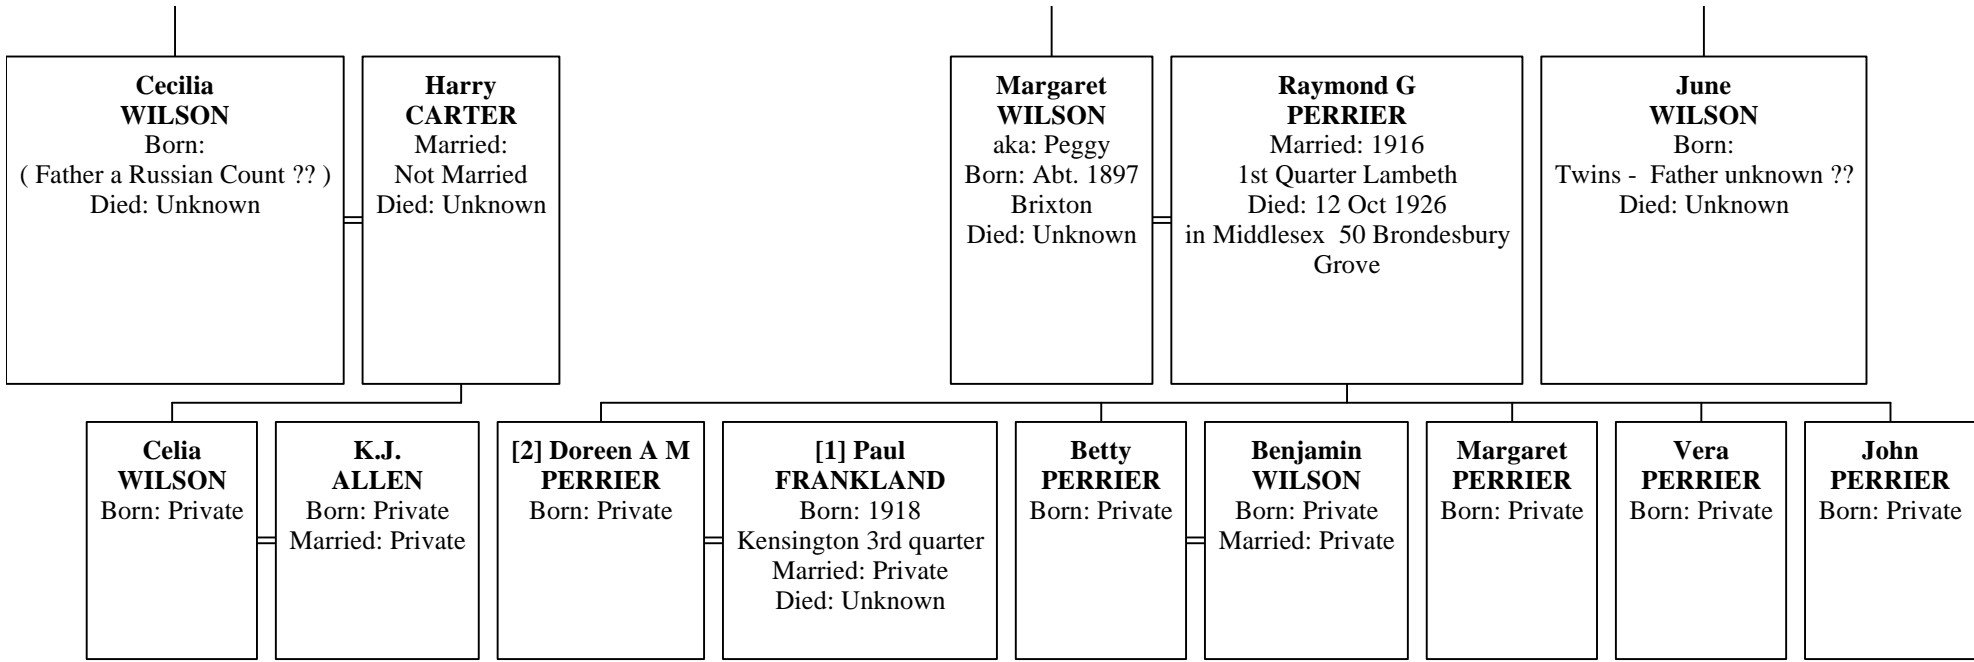 Cecilia
WILSON
Born:
( Father a Russian Count ?? )
Died: Unknown
Harry
CARTER
Married:
Not Married
Died: Unknown
Margaret
WILSON
aka: Peggy
Born: Abt. 1897
Brixton
Died: Unknown
Raymond G
PERRIER
Married: 1916
1st Quarter Lambeth
Died: 12 Oct 1926
in Middlesex  50 Brondesbury
Grove
June
WILSON
Born:
Twins -  Father unknown ??
Died: Unknown
Celia
WILSON
Born: Private
K.J.
ALLEN
Born: Private
Married: Private
[2] Doreen A M
PERRIER
Born: Private
[1] Paul
FRANKLAND
Born: 1918
Kensington 3rd quarter
Married: Private
Died: Unknown
Betty
PERRIER
Born: Private
Benjamin
WILSON
Born: Private
Married: Private
Margaret
PERRIER
Born: Private
Vera
PERRIER
Born: Private
John
PERRIER
Born: Private